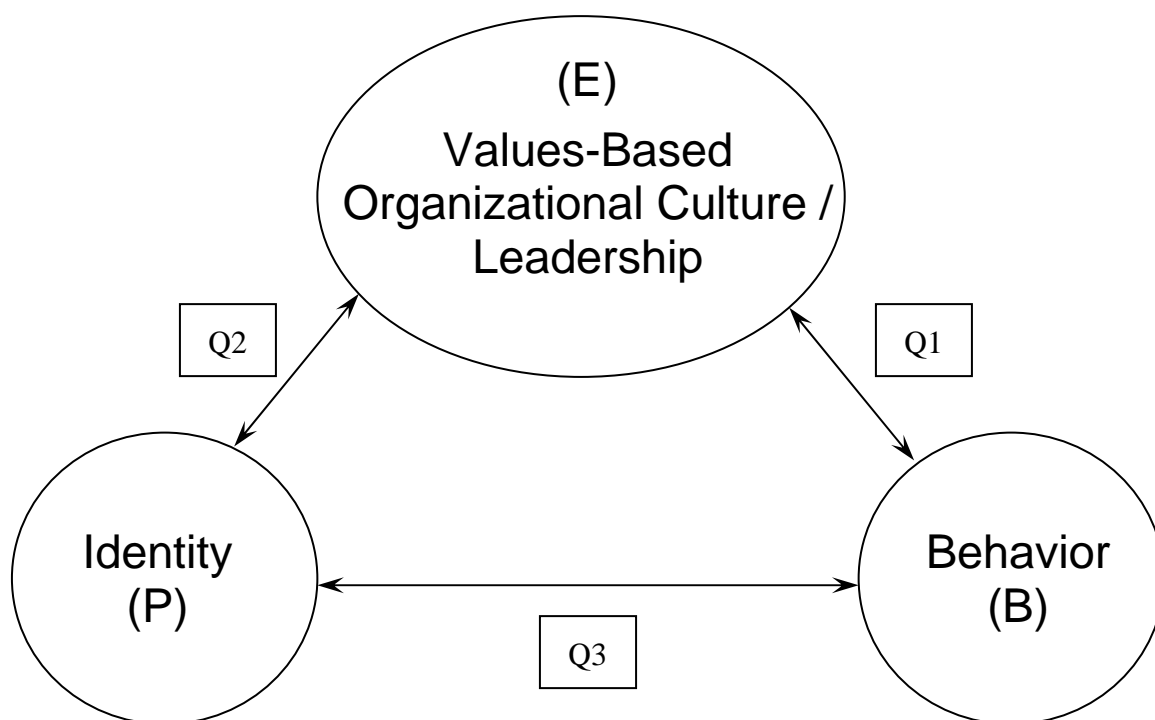 (E)
Values-Based
Organizational Culture /
Leadership
Q2
Q1
Identity
(P)
Behavior
(B)
Q3